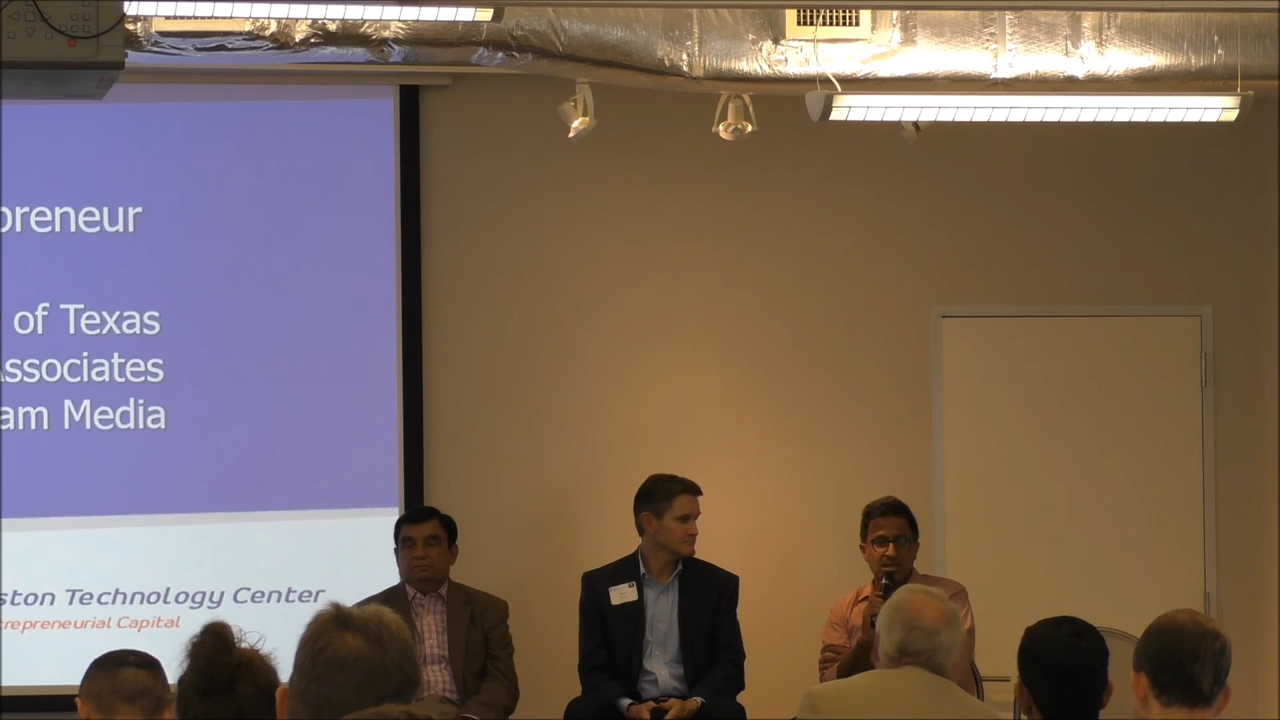 preneur
of Texas
Associates
am Media
ston Technology Center
trepreneurial Capital